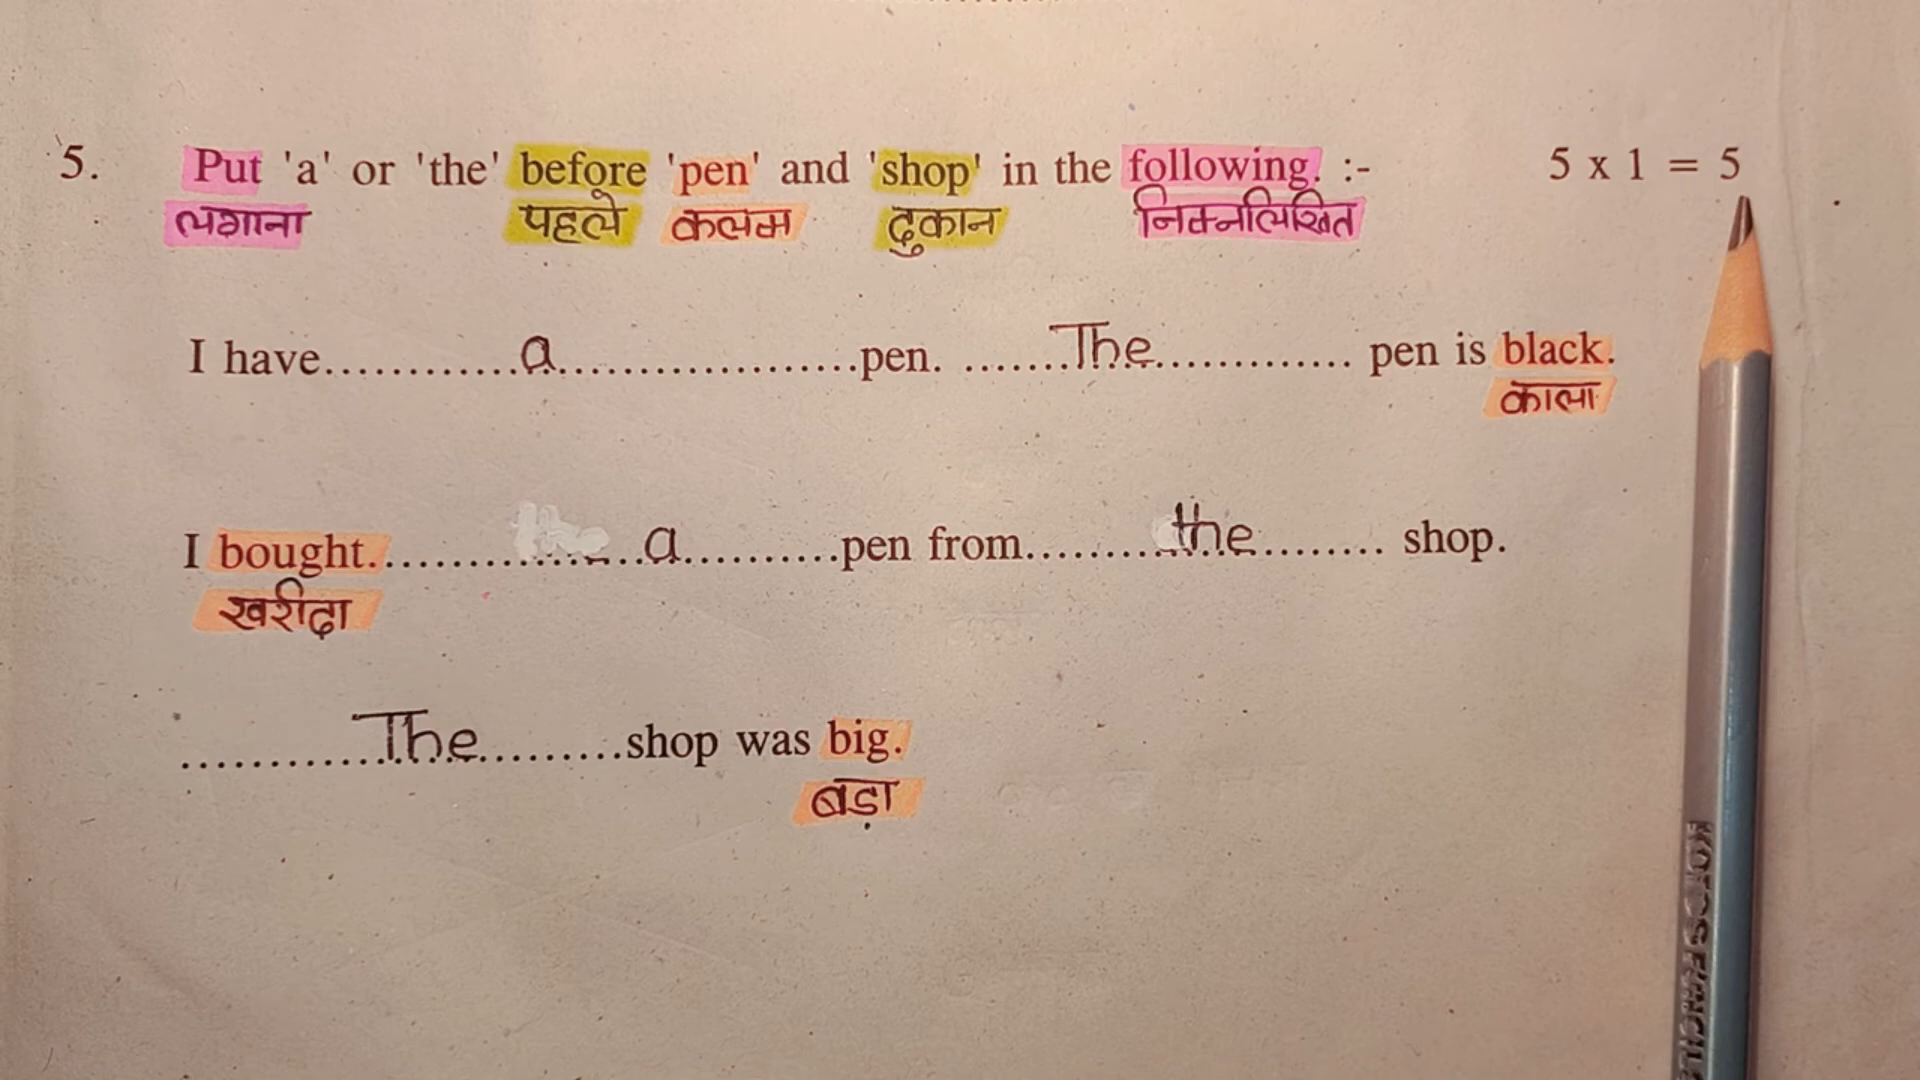 5. Put 'a' or 'the' before 'pen' and 'shop' in the following. :- 5 x 1 = 5
लगाना पहले कलम दुकान निम्नलिखित
I have............a...................pen. .......The............. pen is black.
काला
I bought...................a..........pen from..........the........ shop.
खरीदा
............The.........shop was big.
बड़ा